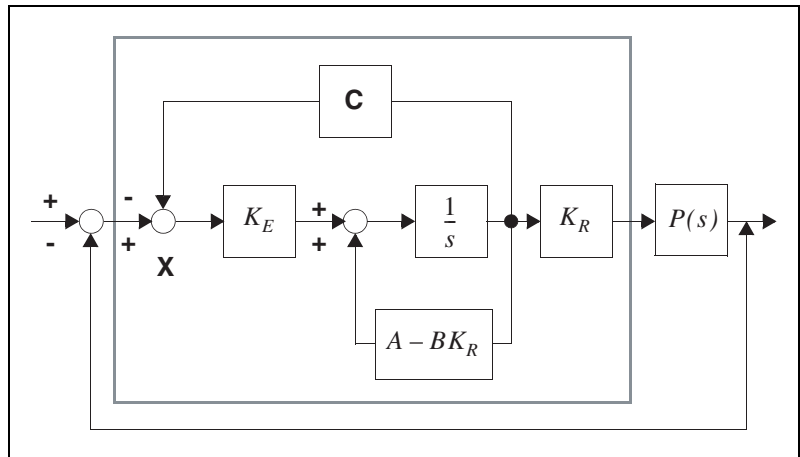 C
+
-
-
+
X
K_E
+
+
1
s
K_R
P(s)
A – BK_R